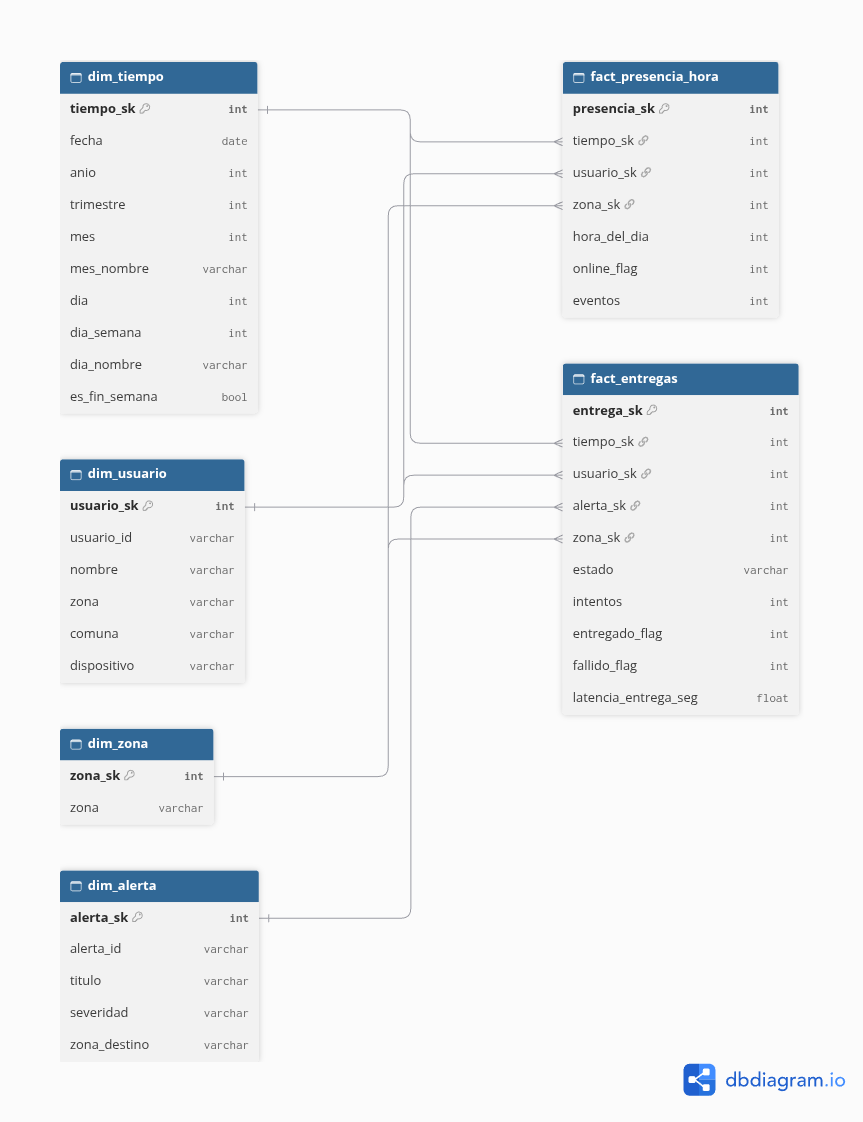 dim_tiempo
tiempo_sk int
fecha date
anio int
trimestre int
mes int
mes_nombre varchar
dia int
dia_semana int
dia_nombre varchar
es_fin_semana bool
dim_usuario
usuario_sk int
usuario_id varchar
nombre varchar
zona varchar
comuna varchar
dispositivo varchar
dim_zona
zona_sk int
zona varchar
dim_alerta
alerta_sk int
alerta_id varchar
titulo varchar
severidad varchar
zona_destino varchar
fact_presencia_hora
presencia_sk int
tiempo_sk int
usuario_sk int
zona_sk int
hora_del_dia int
online_flag int
eventos int
fact_entregas
entrega_sk int
tiempo_sk int
usuario_sk int
alerta_sk int
zona_sk int
estado varchar
intentos int
entregado_flag int
fallido_flag int
latencia_entrega_seg float
dbdiagram.io